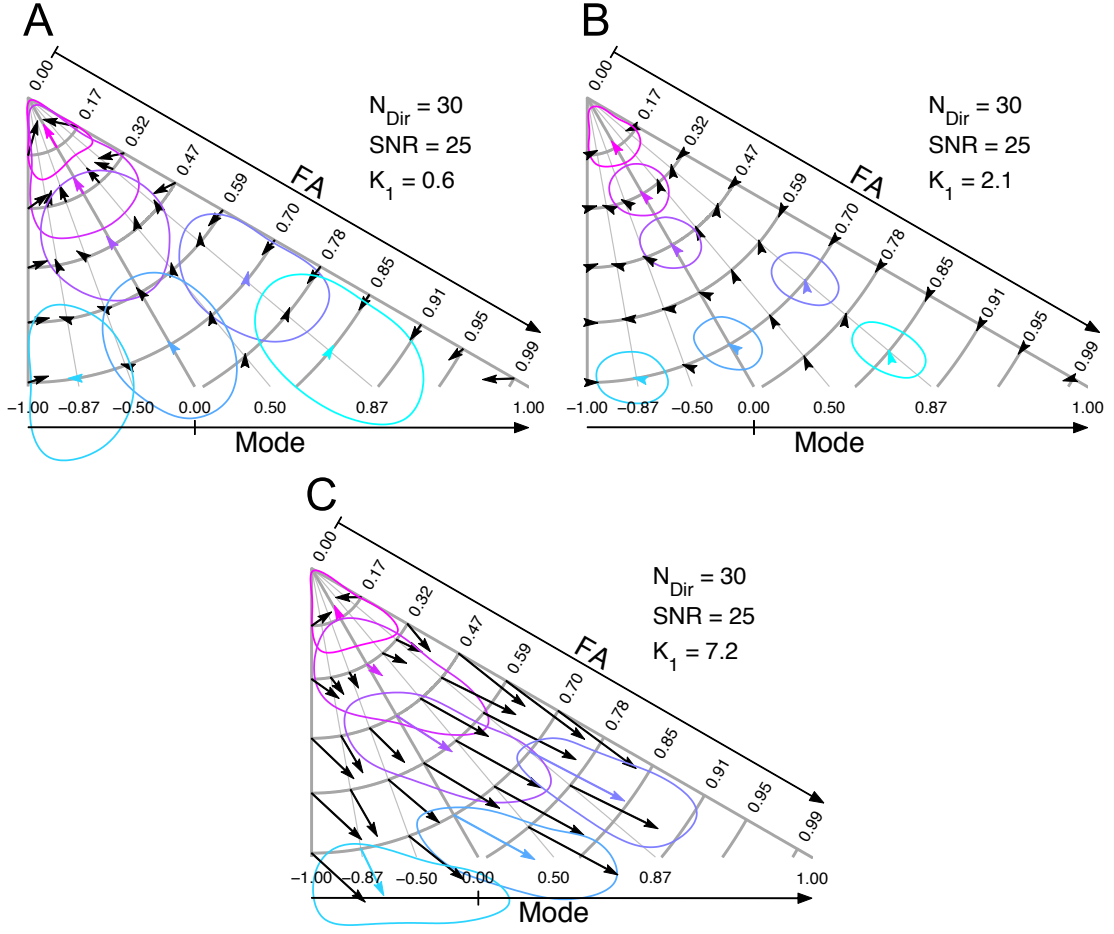 A
0.00
0.17
0.32
0.47
0.59
0.70
0.78
0.85
0.91
0.95
0.99
FA
N_Dir = 30
SNR = 25
K_1 = 0.6
−1.00 −0.87 −0.50 0.00 0.50 0.87 1.00
Mode
B
0.00
0.17
0.32
0.47
0.59
0.70
0.78
0.85
0.91
0.95
0.99
FA
N_Dir = 30
SNR = 25
K_1 = 2.1
−1.00 −0.87 −0.50 0.00 0.50 0.87 1.00
Mode
C
0.00
0.17
0.32
0.47
0.59
0.70
0.78
0.85
0.91
0.95
0.99
FA
N_Dir = 30
SNR = 25
K_1 = 7.2
−1.00 −0.87 −0.50 0.00 0.50 0.87 1.00
Mode